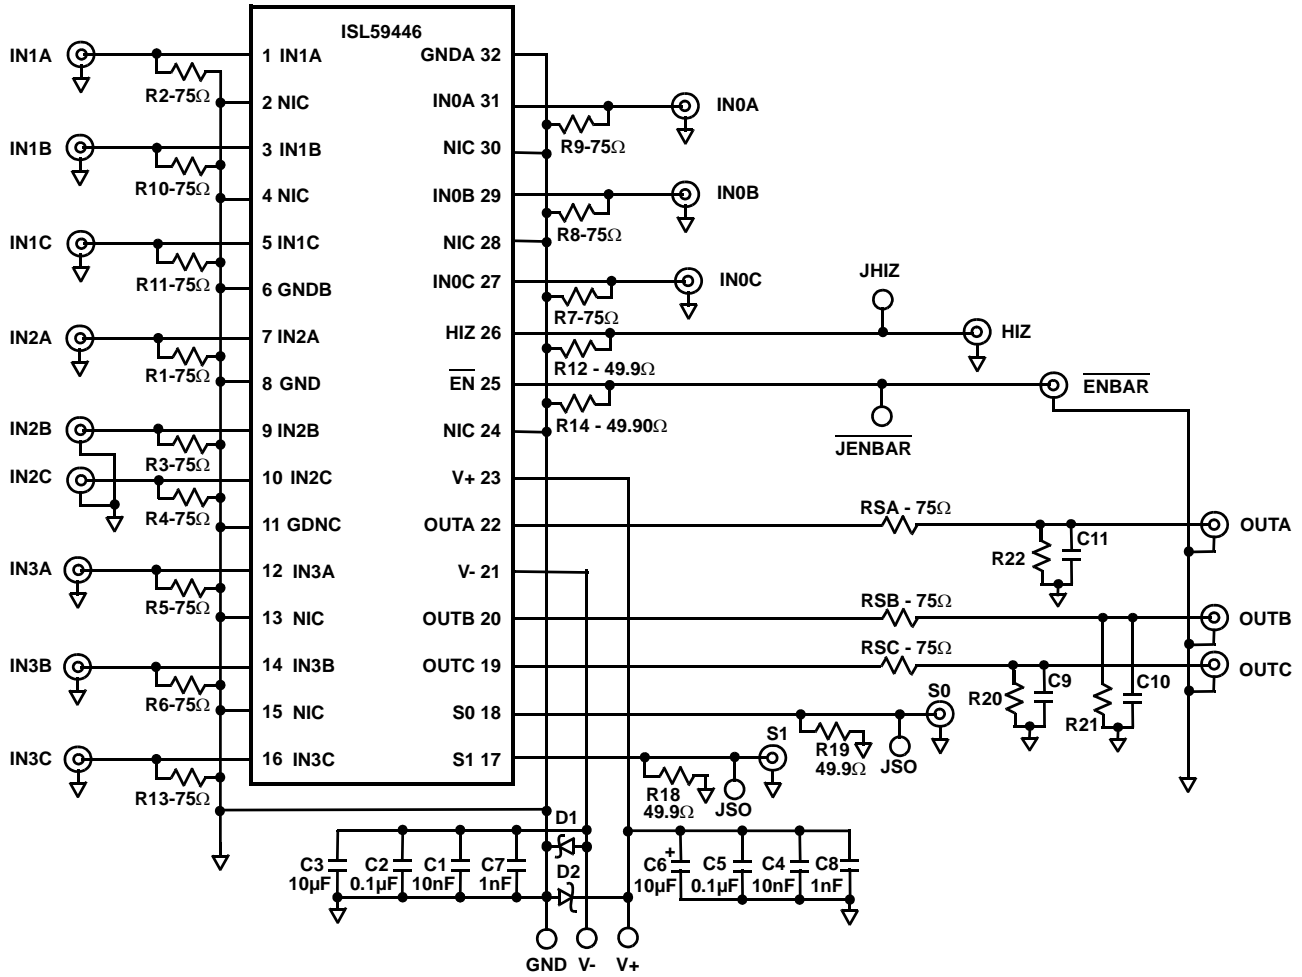 ISL59446
IN1A
1 IN1A
GNDA 32
R2-75Ω
2 NIC
IN0A 31
IN0A
IN1B
3 IN1B
NIC 30
R9-75Ω
R10-75Ω
4 NIC
IN0B 29
IN0B
IN1C
5 IN1C
NIC 28
R8-75Ω
R11-75Ω
6 GNDB
IN0C 27
IN0C
JHIZ
R7-75Ω
IN2A
7 IN2A
HIZ 26
HIZ
R1-75Ω
R12 - 49.9Ω
8 GND
EN 25
ENBAR
IN2B
9 IN2B
NIC 24
R14 - 49.90Ω
JENBAR
R3-75Ω
IN2C
10 IN2C
V+ 23
R4-75Ω
RSA - 75Ω
11 GDNC
OUTA 22
OUTA
R22
C11
IN3A
12 IN3A
V- 21
R5-75Ω
RSB - 75Ω
13 NIC
OUTB 20
OUTB
RSC - 75Ω
IN3B
14 IN3B
OUTC 19
OUTC
R6-75Ω
R20
C9
R21
C10
15 NIC
S0 18
S0
R19
49.9Ω
JSO
IN3C
16 IN3C
S1 17
S1
R13-75Ω
R18
49.9Ω
JSO
D1
C3
10µF
C2
0.1µF
C1
10nF
C7
1nF
D2
+
C6
10µF
C5
0.1µF
C4
10nF
C8
1nF
GND V- V+